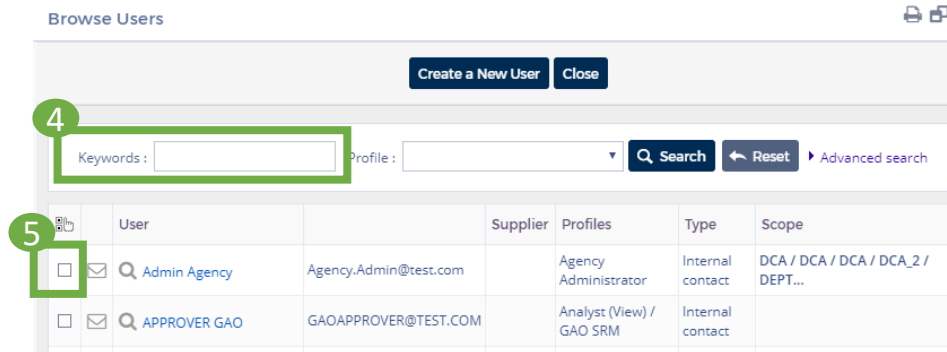 Browse Users
Create a New User Close
4
Keywords : Profile : Search Reset Advanced search
5
User Supplier Profiles Type Scope
Admin Agency Agency.Admin@test.com Agency Administrator Internal contact DCA / DCA / DCA / DCA_2 / DEPT...
APPROVER GAO GAOAPPROVER@TEST.COM Analyst (View) / GAO SRM Internal contact